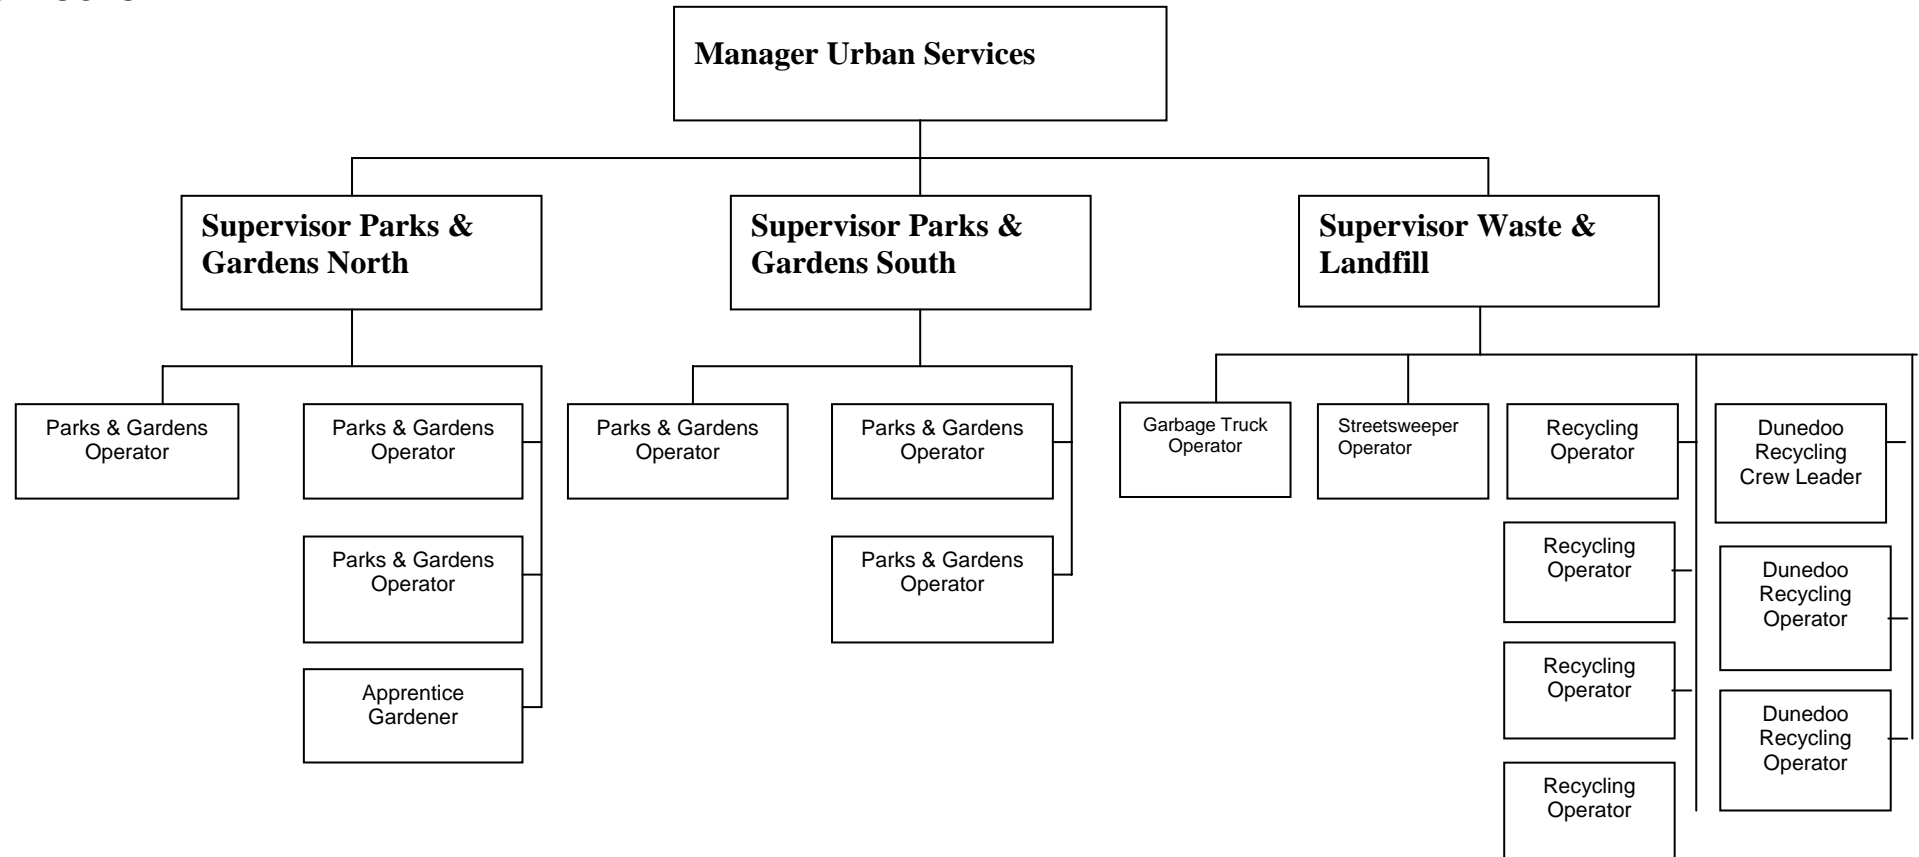 Manager Urban Services
Supervisor Parks &
Gardens North
Supervisor Parks &
Gardens South
Supervisor Waste &
Landfill
Parks & Gardens
Operator
Parks & Gardens
Operator
Parks & Gardens
Operator
Parks & Gardens
Operator
Garbage Truck
Operator
Streetsweeper
Operator
Recycling
Operator
Dunedoo
Recycling
Crew Leader
Parks & Gardens
Operator
Parks & Gardens
Operator
Recycling
Operator
Dunedoo
Recycling
Operator
Apprentice
Gardener
Recycling
Operator
Dunedoo
Recycling
Operator
Recycling
Operator